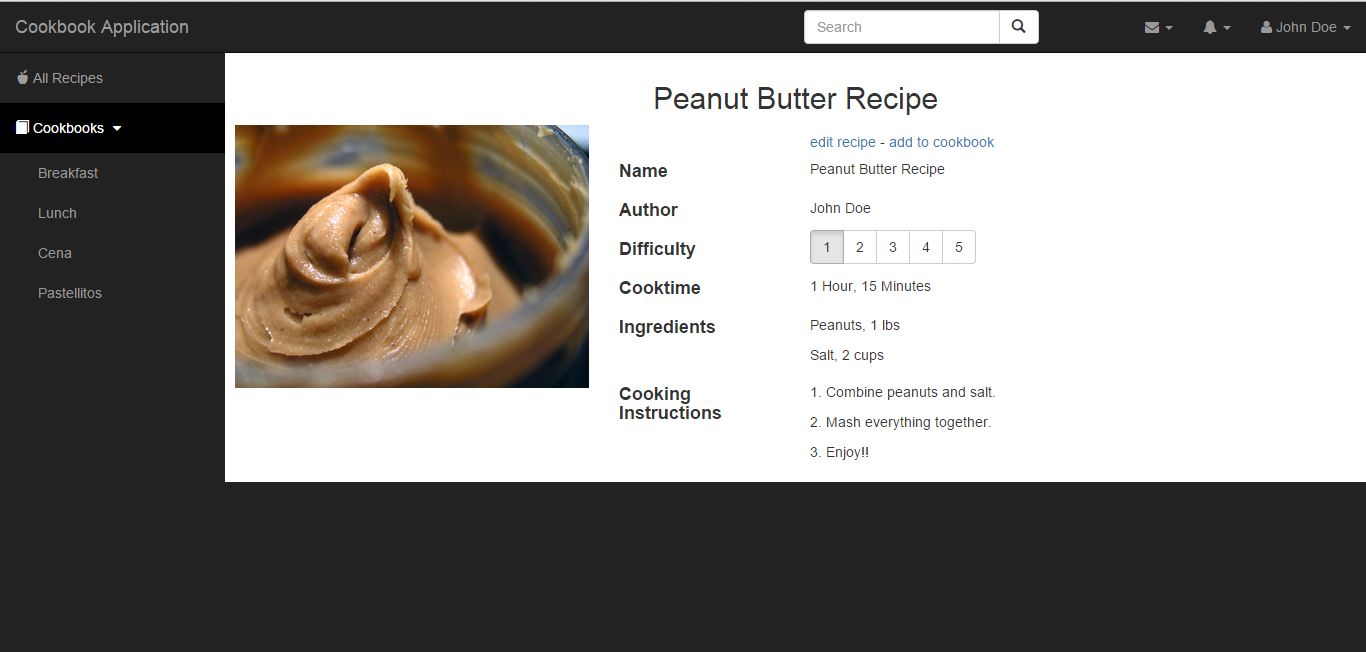 Cookbook Application
Search
John Doe
All Recipes
Cookbooks
Breakfast
Lunch
Cena
Pastellitos
Peanut Butter Recipe
edit recipe - add to cookbook
Name Peanut Butter Recipe
Author John Doe
Difficulty 1 2 3 4 5
Cooktime 1 Hour, 15 Minutes
Ingredients Peanuts, 1 lbs
Salt, 2 cups
Cooking
Instructions
1. Combine peanuts and salt.
2. Mash everything together.
3. Enjoy!!